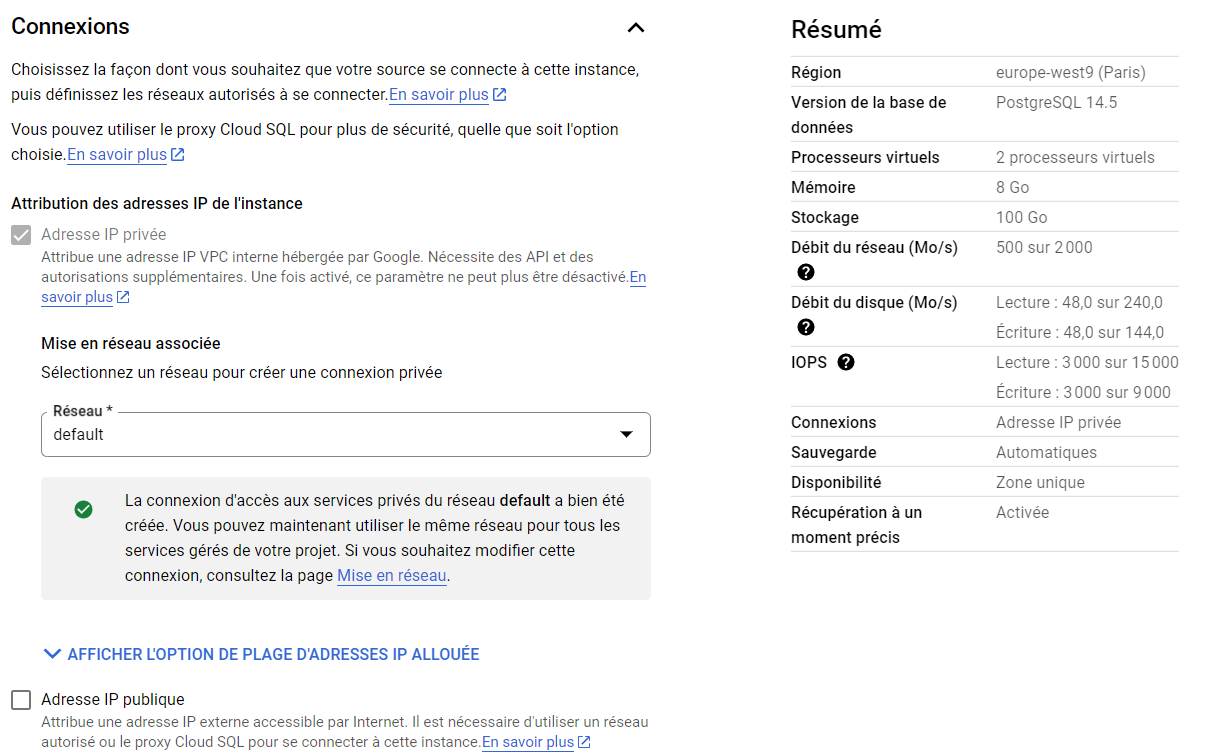 Connexions
Choisissez la façon dont vous souhaitez que votre source se connecte à cette instance,
puis définissez les réseaux autorisés à se connecter.En savoir plus
Vous pouvez utiliser le proxy Cloud SQL pour plus de sécurité, quelle que soit l'option
choisie.En savoir plus
Attribution des adresses IP de l'instance
Adresse IP privée
Attribue une adresse IP VPC interne hébergée par Google. Nécessite des API et des
autorisations supplémentaires. Une fois activé, ce paramètre ne peut plus être désactivé.En
savoir plus
Mise en réseau associée
Sélectionnez un réseau pour créer une connexion privée
Réseau *
default
La connexion d'accès aux services privés du réseau default a bien été
créée. Vous pouvez maintenant utiliser le même réseau pour tous les
services gérés de votre projet. Si vous souhaitez modifier cette
connexion, consultez la page Mise en réseau.
AFFICHER L'OPTION DE PLAGE D'ADRESSES IP ALLOUÉE
Adresse IP publique
Attribue une adresse IP externe accessible par Internet. Il est nécessaire d'utiliser un réseau
autorisé ou le proxy Cloud SQL pour se connecter à cette instance.En savoir plus
Résumé
Région europe-west9 (Paris)
Version de la base de PostgreSQL 14.5
données
Processeurs virtuels 2 processeurs virtuels
Mémoire 8 Go
Stockage 100 Go
Débit du réseau (Mo/s) 500 sur 2 000
?
Débit du disque (Mo/s) Lecture : 48,0 sur 240,0
? Écriture : 48,0 sur 144,0
IOPS ? Lecture : 3 000 sur 15 000
Écriture : 3 000 sur 9 000
Connexions Adresse IP privée
Sauvegarde Automatiques
Disponibilité Zone unique
Récupération à un Activée
moment précis